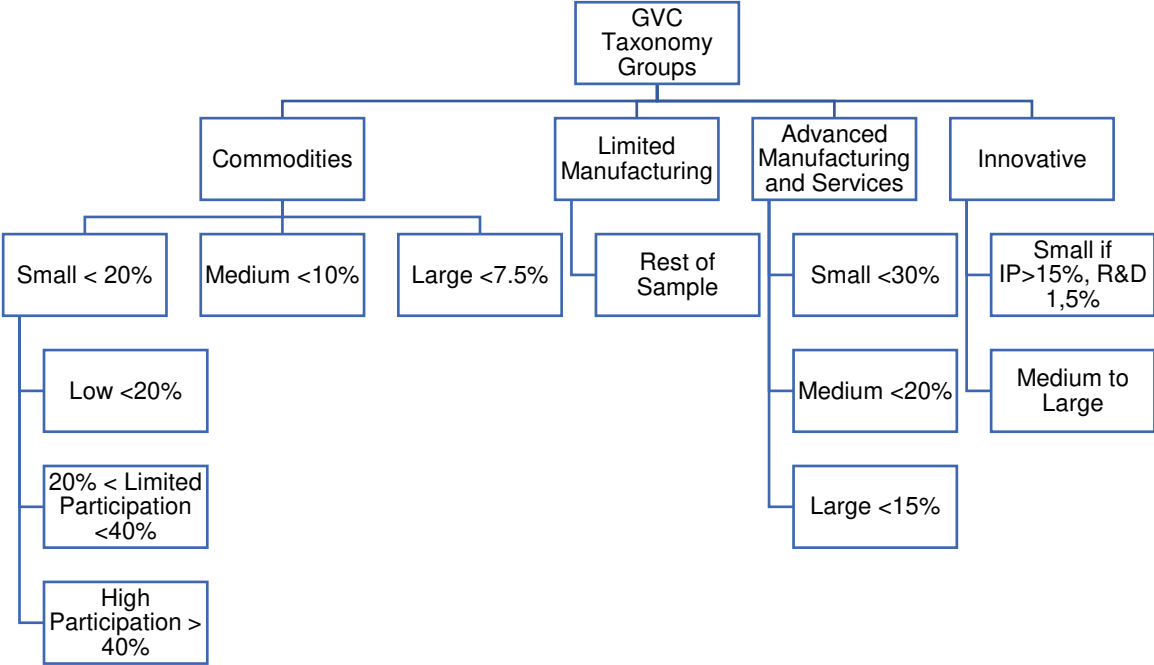 GVC
Taxonomy
Groups
Commodities
Limited
Manufacturing
Advanced
Manufacturing
and Services
Innovative
Small < 20%
Medium <10%
Large <7.5%
Rest of
Sample
Small <30%
Small if
IP>15%, R&D
1,5%
Low <20%
Medium <20%
Medium to
Large
20% < Limited
Participation
<40%
Large <15%
High
Participation >
40%